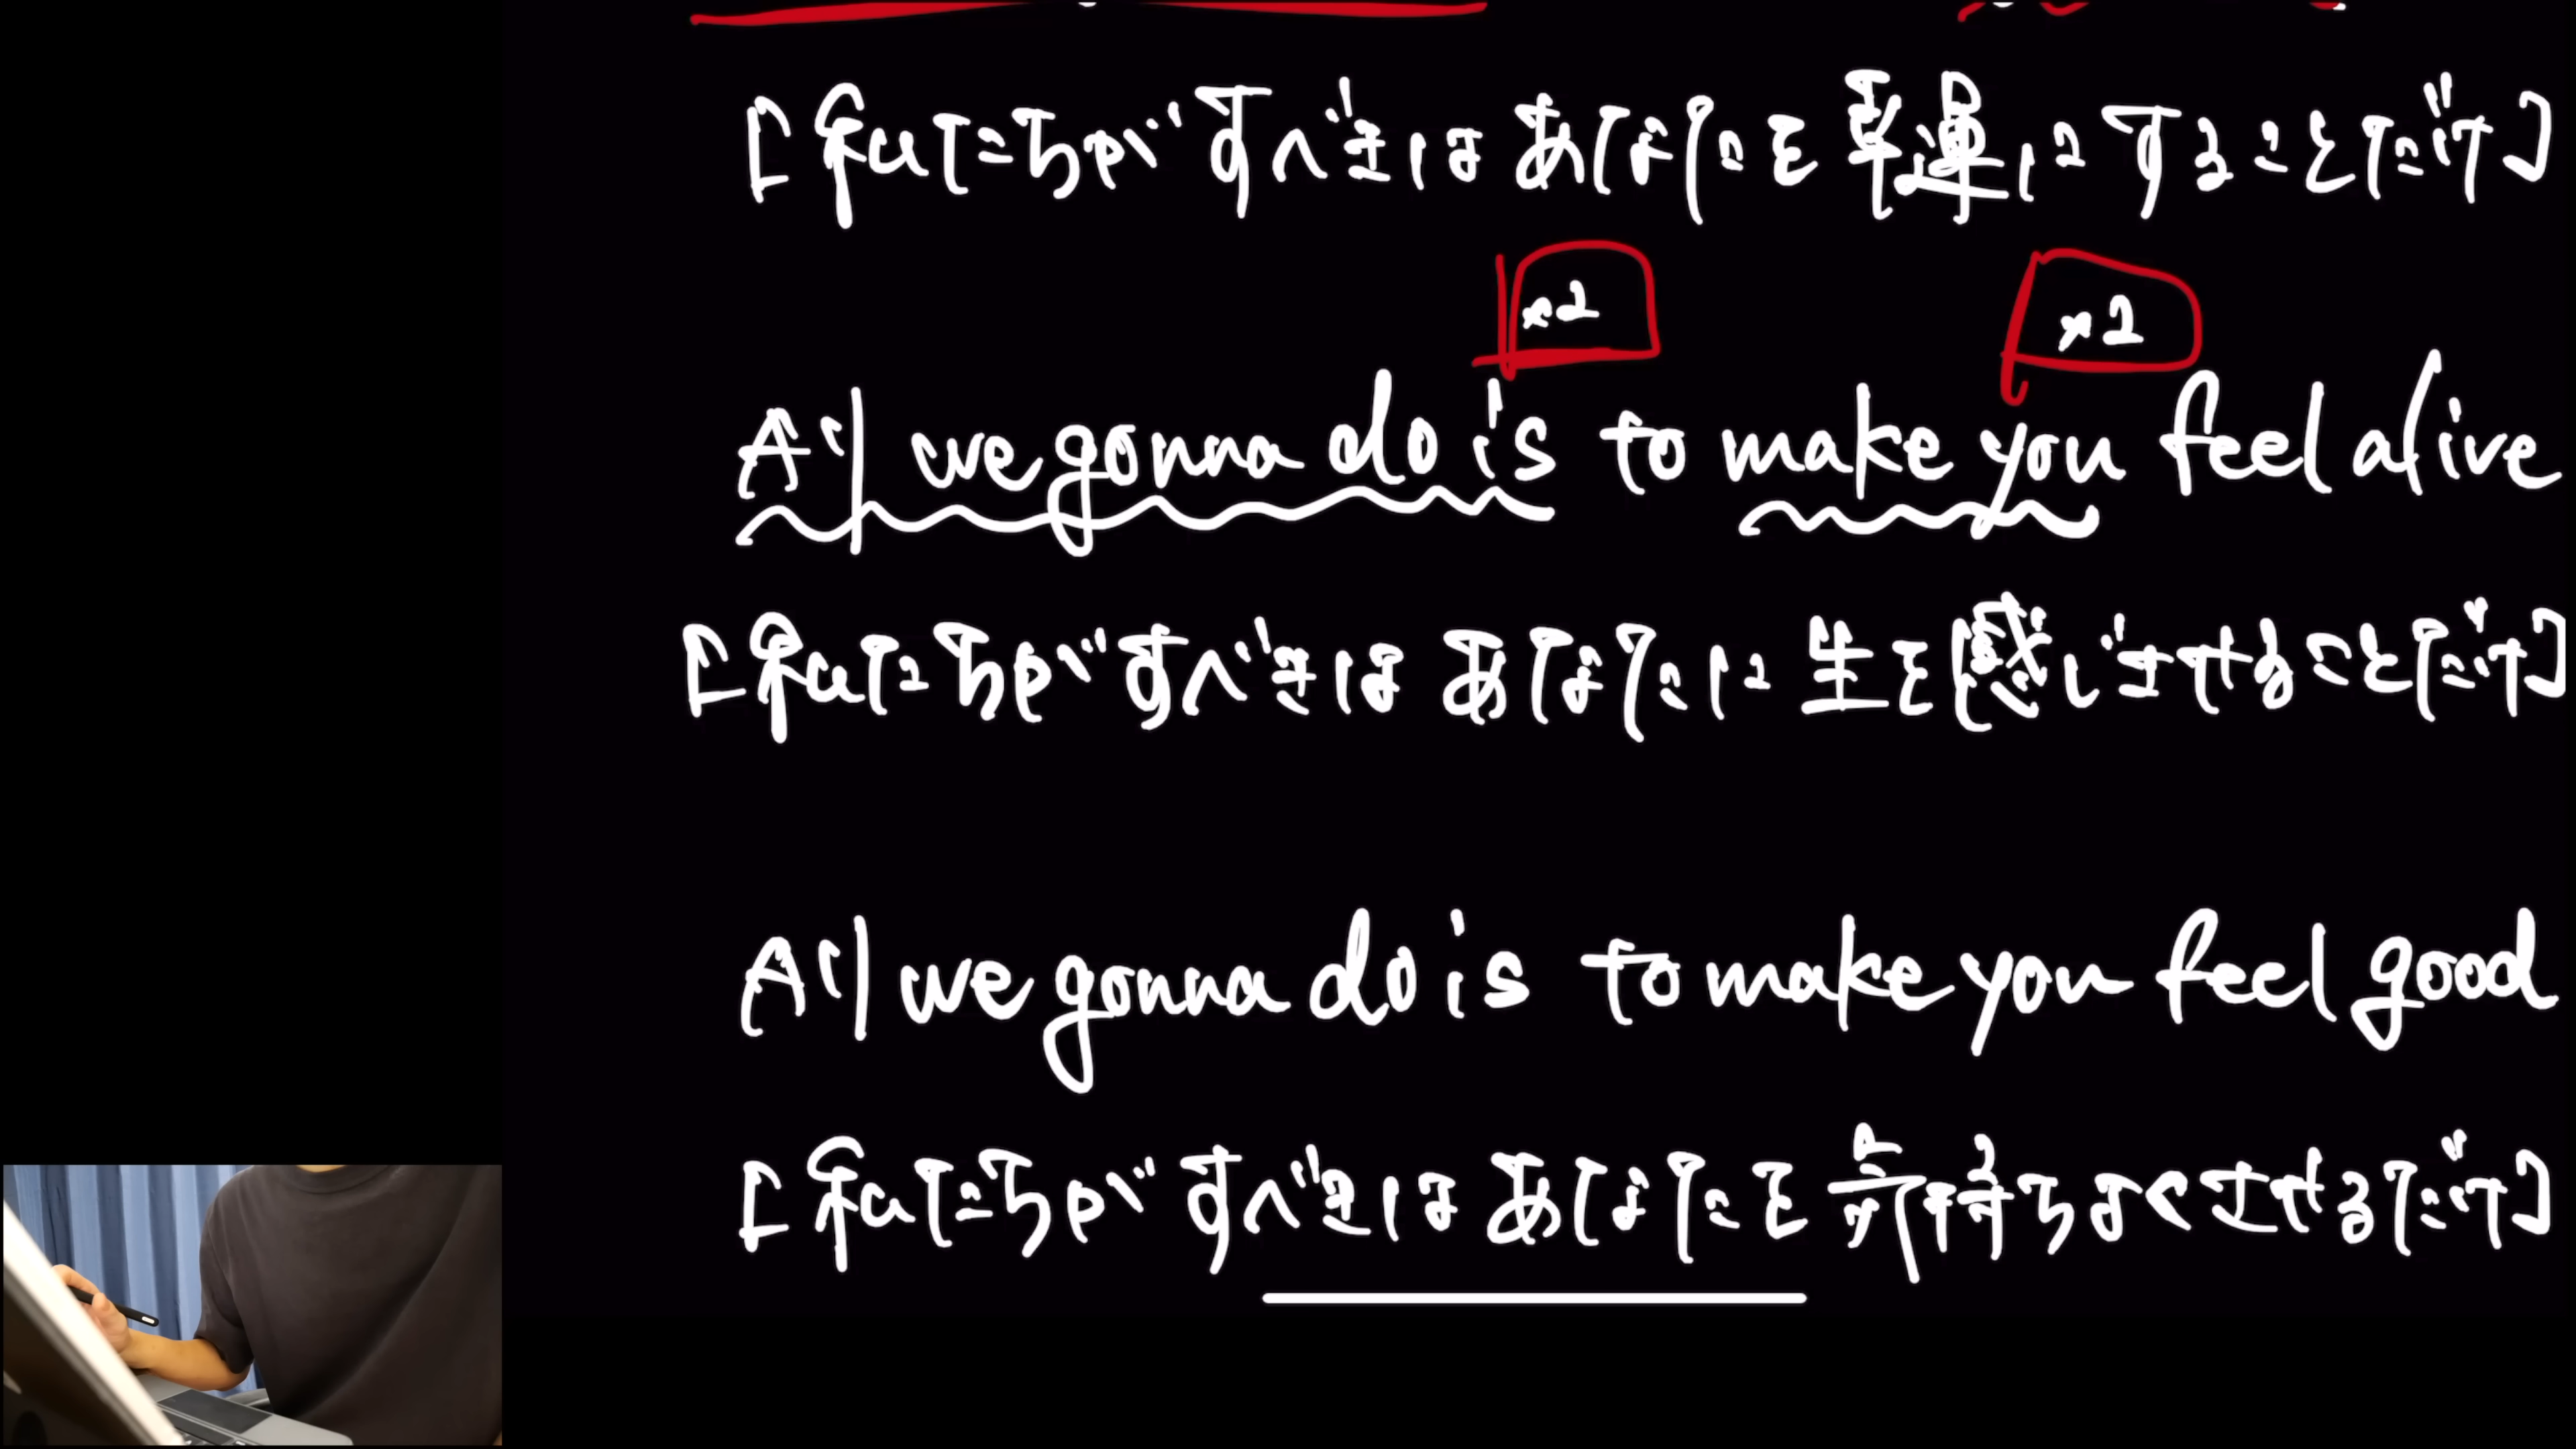 [私たちがすべきはあなたを幸運にすることだけ]
×2 ×2
All we gonna do is to make you feel alive
[私たちがすべきはあなたに生を感じさせることだけ]
All we gonna do is to make you feel good
[私たちがすべきはあなたを気持ちよくさせるだけ]